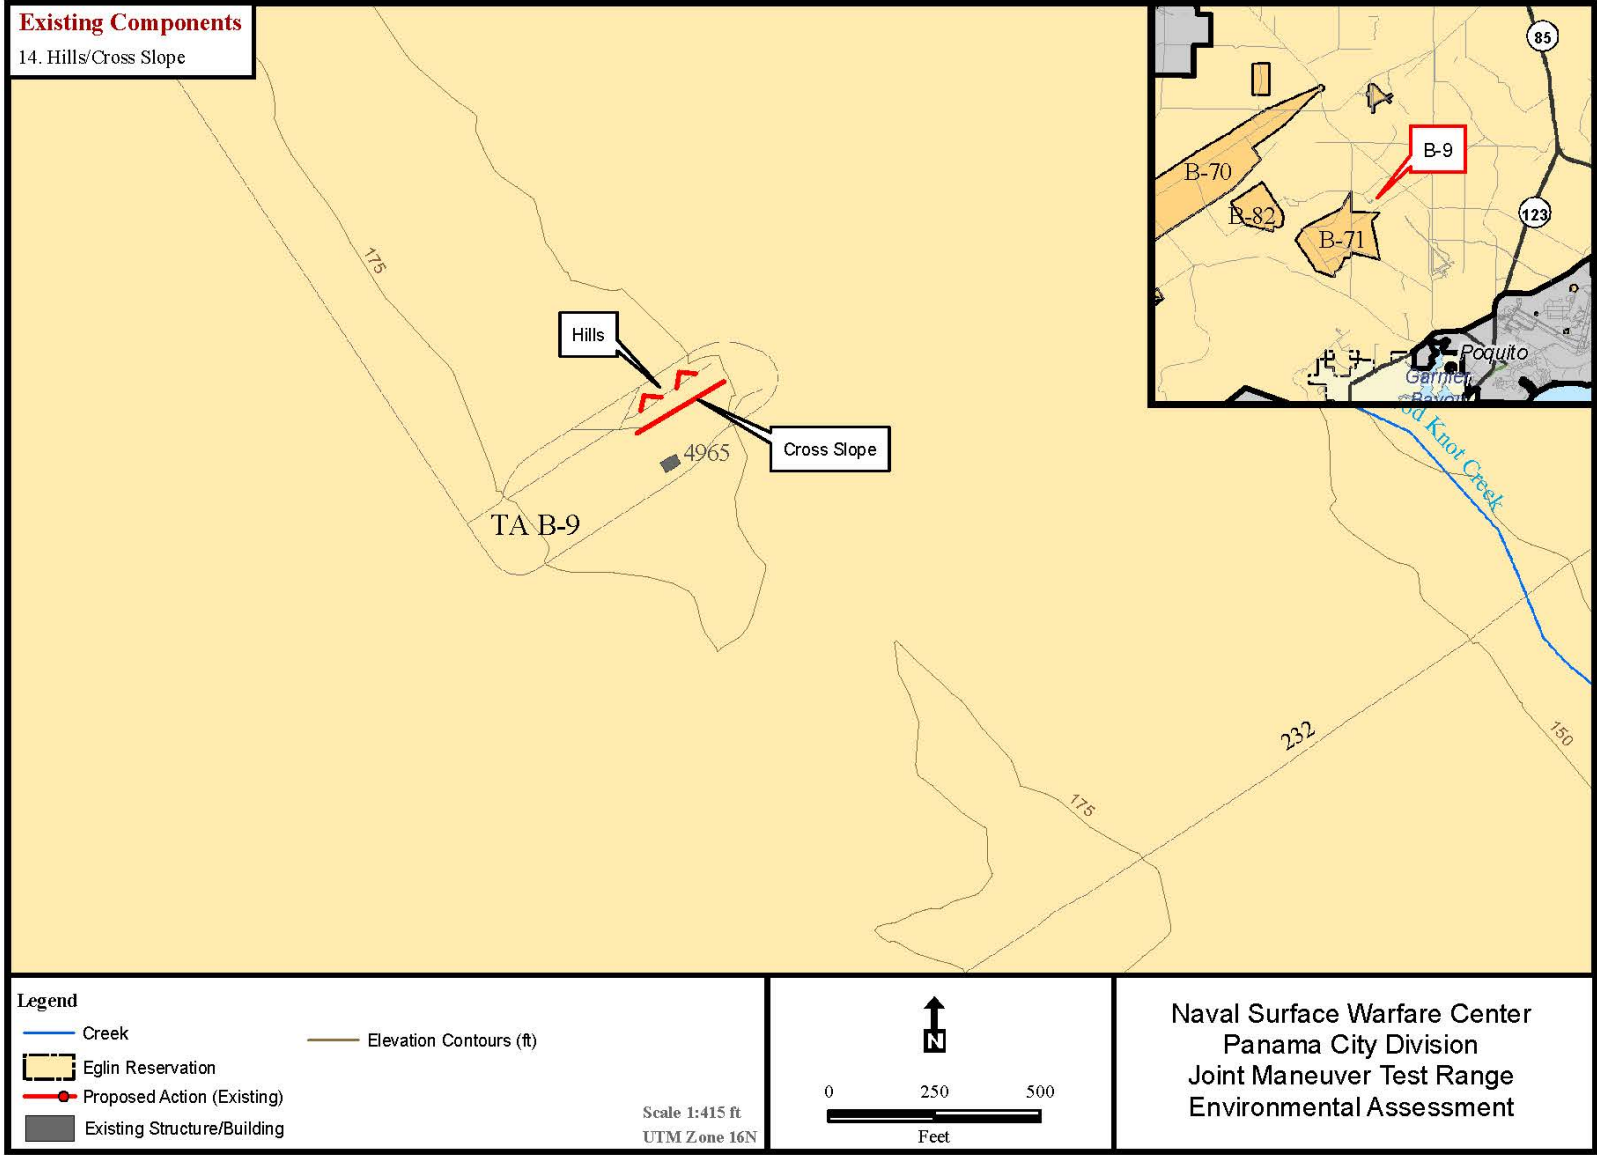 Existing Components
14. Hills/Cross Slope
85
B-9
B-70
B-82
B-71
123
Poquito
Garnier
Bayou
175
Hills
Cross Slope
4965
TA B-9
Knot Creek
232
150
175
Legend
Creek
Elevation Contours (ft)
Eglin Reservation
Proposed Action (Existing)
Existing Structure/Building
Scale 1:415 ft
UTM Zone 16N
N
0 250 500
Feet
Naval Surface Warfare Center
Panama City Division
Joint Maneuver Test Range
Environmental Assessment